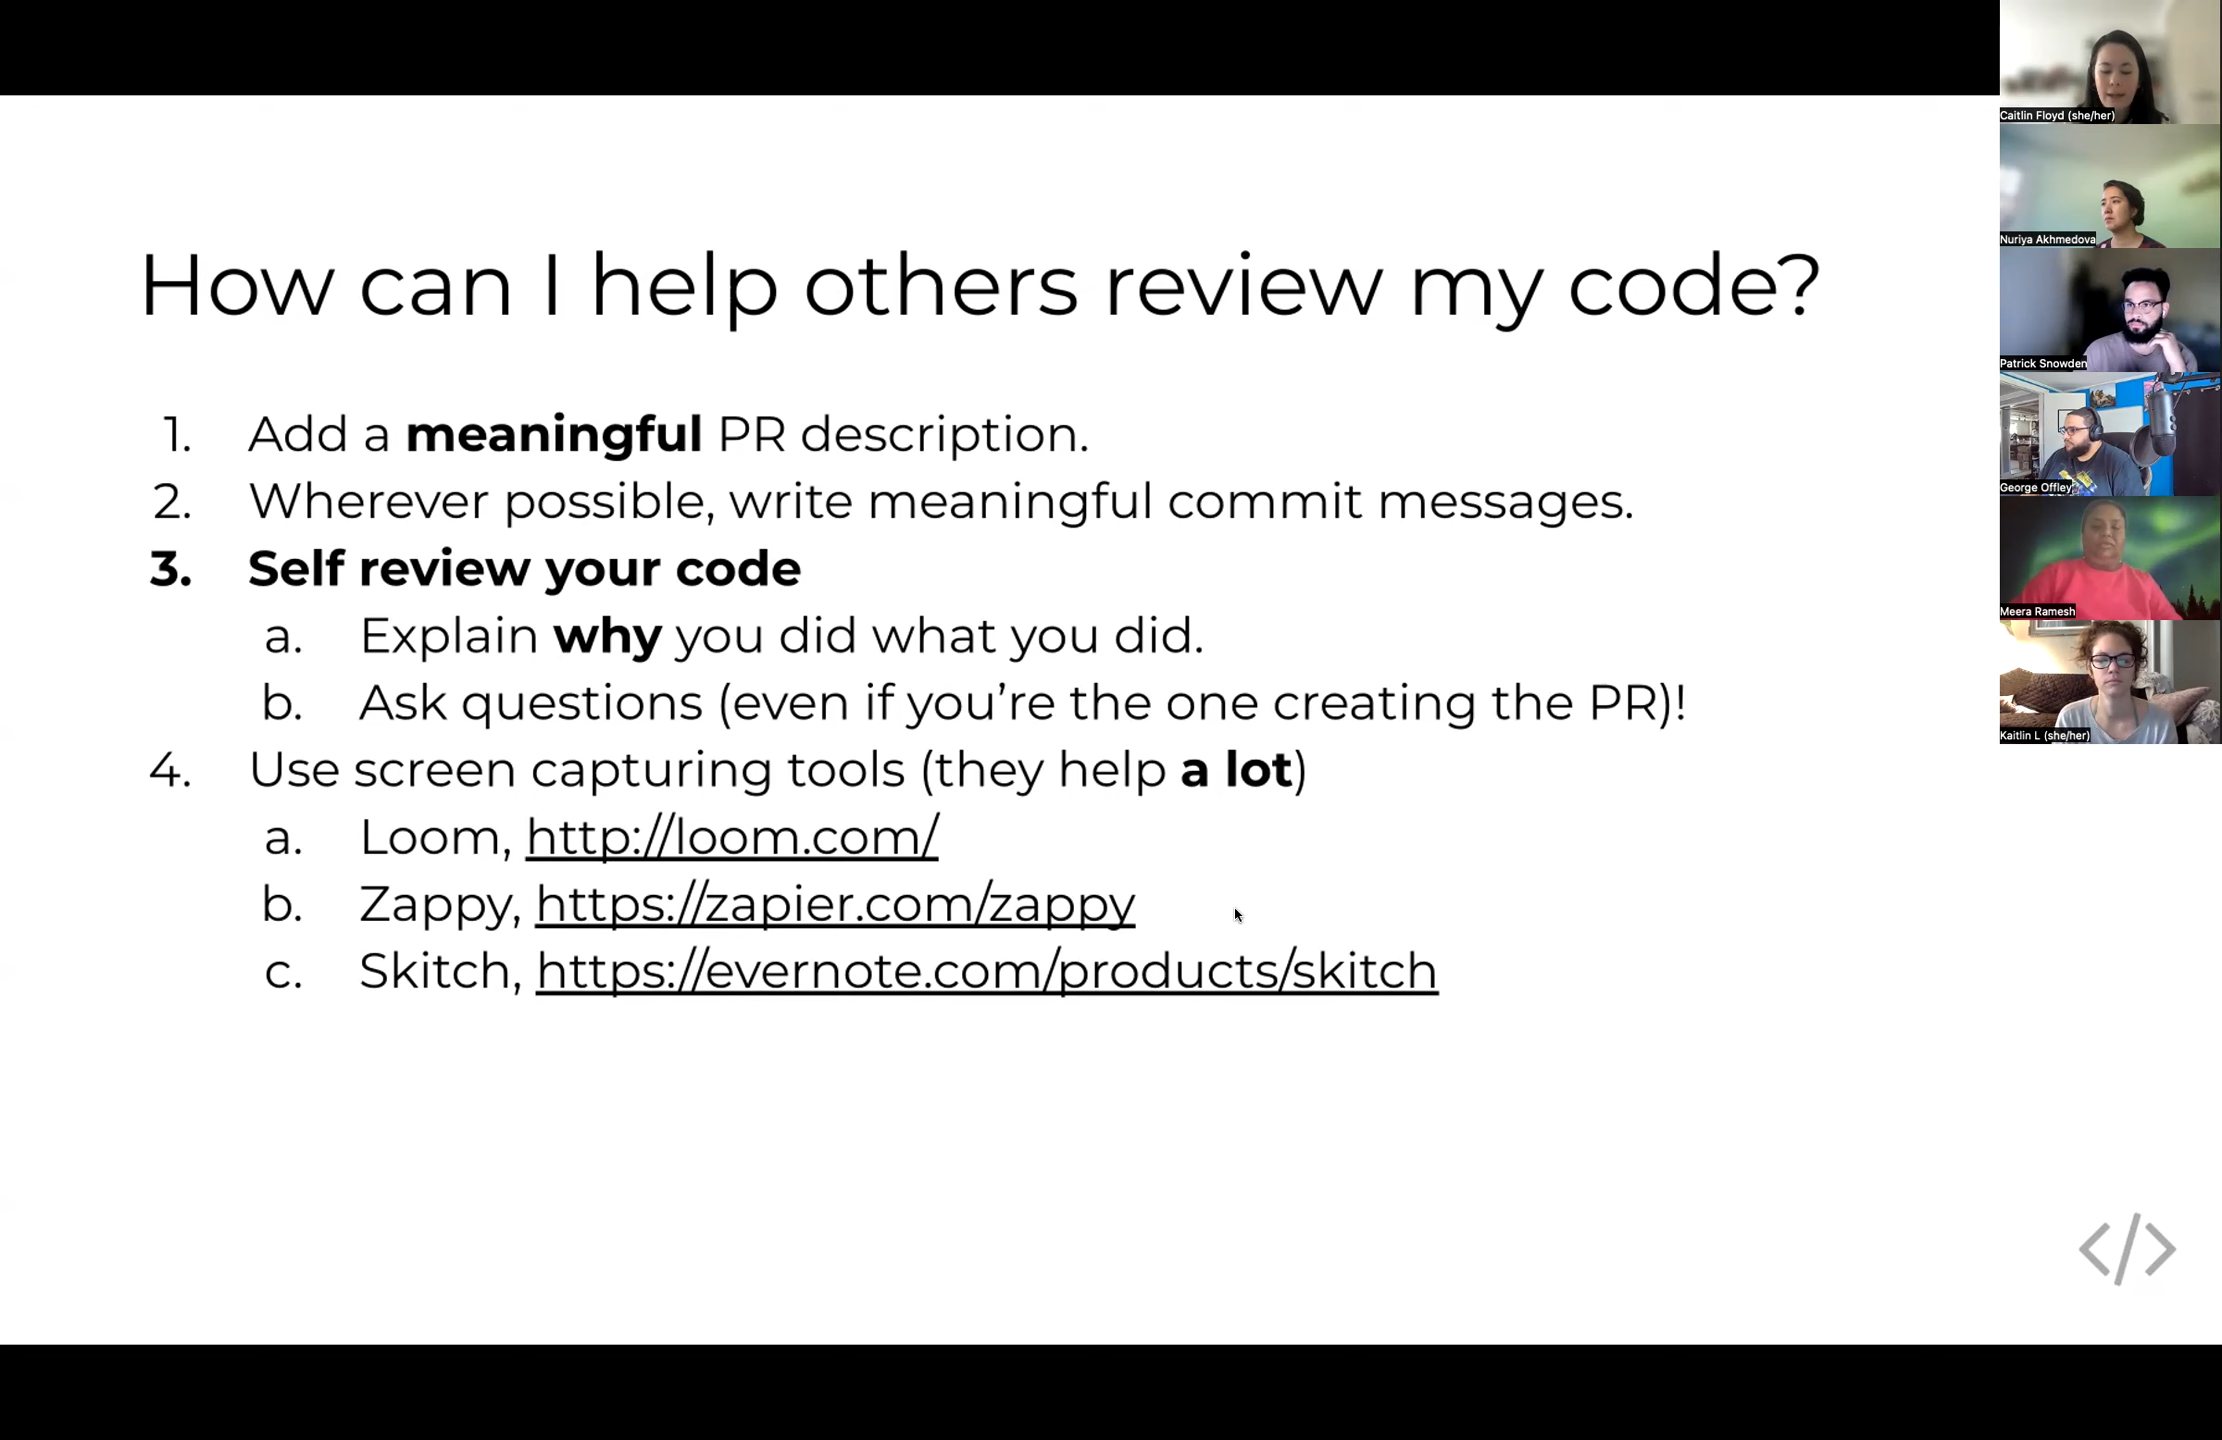 How can I help others review my code?
1. Add a meaningful PR description.
2. Wherever possible, write meaningful commit messages.
3. Self review your code
a. Explain why you did what you did.
b. Ask questions (even if you’re the one creating the PR)!
4. Use screen capturing tools (they help a lot)
a. Loom, http://loom.com/
b. Zappy, https://zapier.com/zappy
c. Skitch, https://evernote.com/products/skitch
</>
Caitlin Floyd (she/her)
Nuriya Akhmedova
Patrick Snowden
George Offley
Meera Ramesh
Kaitlin L (she/her)